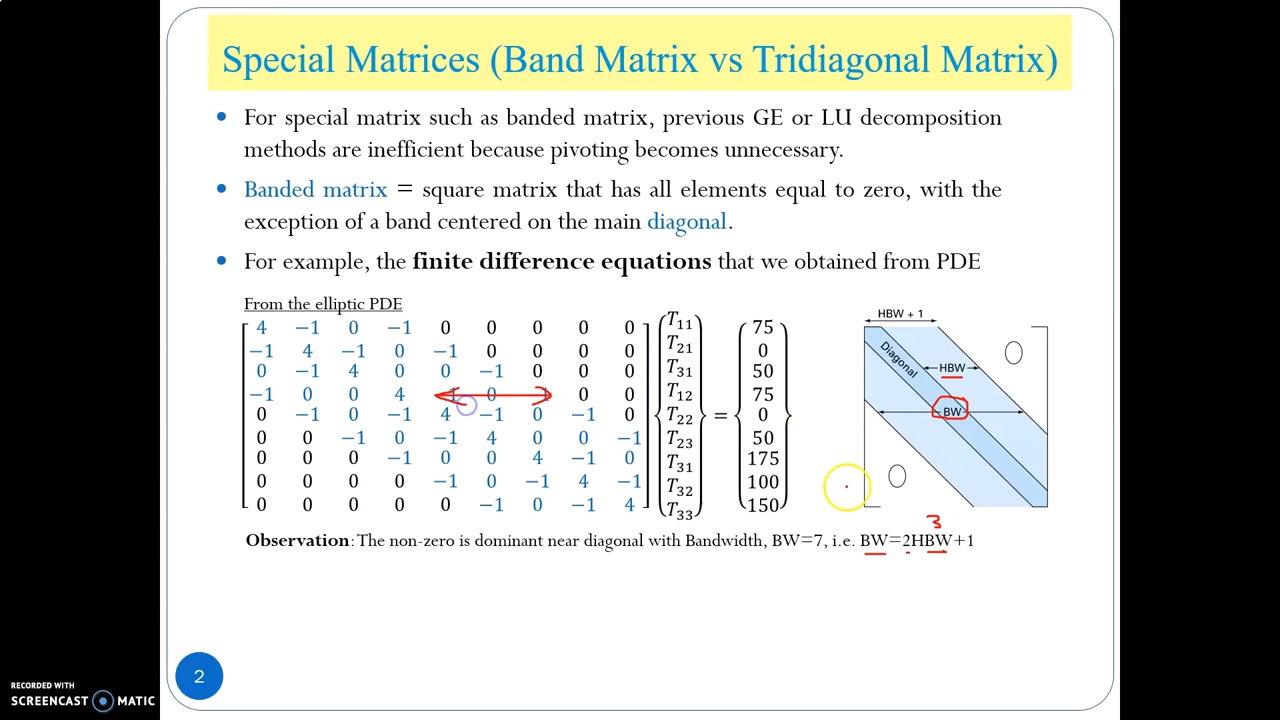 Special Matrices (Band Matrix vs Tridiagonal Matrix)
• For special matrix such as banded matrix, previous GE or LU decomposition
methods are inefficient because pivoting becomes unnecessary.
• Banded matrix = square matrix that has all elements equal to zero, with the
exception of a band centered on the main diagonal.
• For example, the finite difference equations that we obtained from PDE
From the elliptic PDE
4 −1 0 −1 0 0 0 0 0 T11 75
−1 4 −1 0 −1 0 0 0 0 T21 0
0 −1 4 0 0 −1 0 0 0 T31 50
−1 0 0 4 0 0 0 T12 75
0 −1 0 −1 4 −1 0 −1 0 T22 = 0
0 0 −1 0 −1 4 0 0 −1 T23 50
0 0 0 −1 0 0 4 −1 0 T31 175
0 0 0 0 −1 0 −1 4 −1 T32 100
0 0 0 0 0 −1 0 −1 4 T33 150
HBW + 1
Diagonal
HBW
BW
0
0
3
Observation: The non-zero is dominant near diagonal with Bandwidth, BW=7, i.e. BW=2HBW+1
2
RECORDED WITH
SCREENCAST MATIC